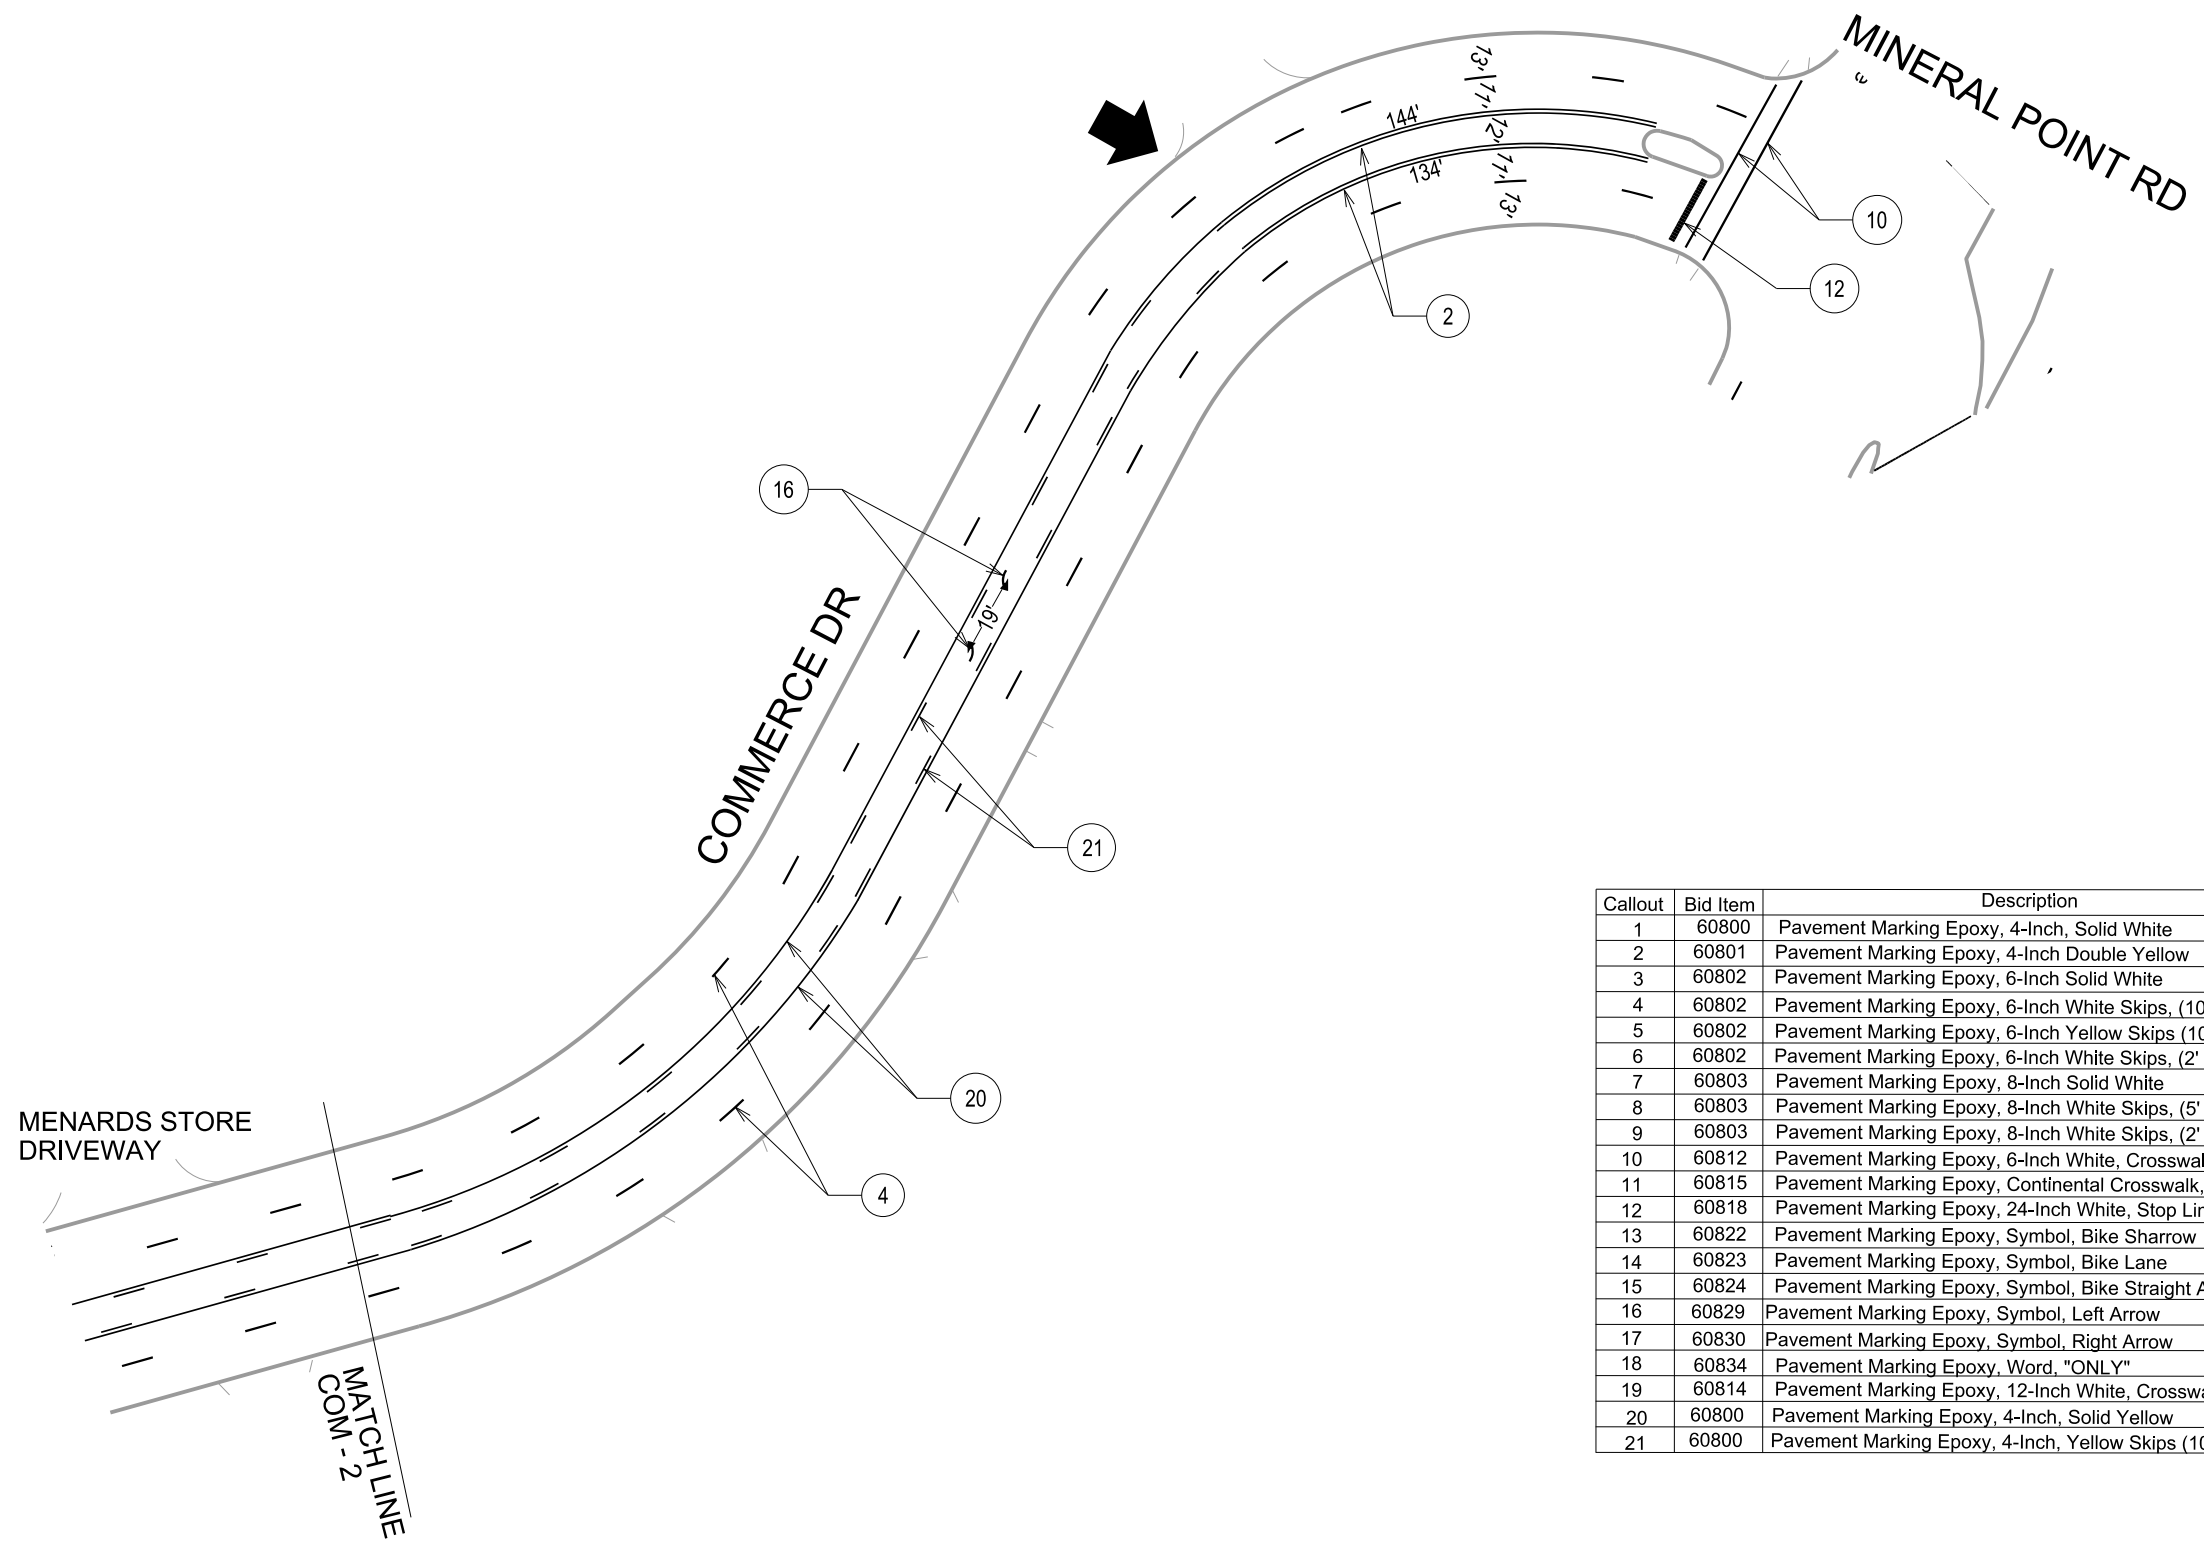 MINERAL POINT RD
13'
11'
12'
11'
13'
144'
134'
10
12
2
16
19'
COMMERCE DR
21
20
4
MENARDS STORE
DRIVEWAY
MATCH LINE
COM - 2
Callout Bid Item Description
1 60800 Pavement Marking Epoxy, 4-Inch, Solid White
2 60801 Pavement Marking Epoxy, 4-Inch Double Yellow
3 60802 Pavement Marking Epoxy, 6-Inch Solid White
4 60802 Pavement Marking Epoxy, 6-Inch White Skips, (10
5 60802 Pavement Marking Epoxy, 6-Inch Yellow Skips (10
6 60802 Pavement Marking Epoxy, 6-Inch White Skips, (2'
7 60803 Pavement Marking Epoxy, 8-Inch Solid White
8 60803 Pavement Marking Epoxy, 8-Inch White Skips, (5'
9 60803 Pavement Marking Epoxy, 8-Inch White Skips, (2'
10 60812 Pavement Marking Epoxy, 6-Inch White, Crosswal
11 60815 Pavement Marking Epoxy, Continental Crosswalk,
12 60818 Pavement Marking Epoxy, 24-Inch White, Stop Lin
13 60822 Pavement Marking Epoxy, Symbol, Bike Sharrow
14 60823 Pavement Marking Epoxy, Symbol, Bike Lane
15 60824 Pavement Marking Epoxy, Symbol, Bike Straight A
16 60829 Pavement Marking Epoxy, Symbol, Left Arrow
17 60830 Pavement Marking Epoxy, Symbol, Right Arrow
18 60834 Pavement Marking Epoxy, Word, "ONLY"
19 60814 Pavement Marking Epoxy, 12-Inch White, Crosswa
20 60800 Pavement Marking Epoxy, 4-Inch, Solid Yellow
21 60800 Pavement Marking Epoxy, 4-Inch, Yellow Skips (10